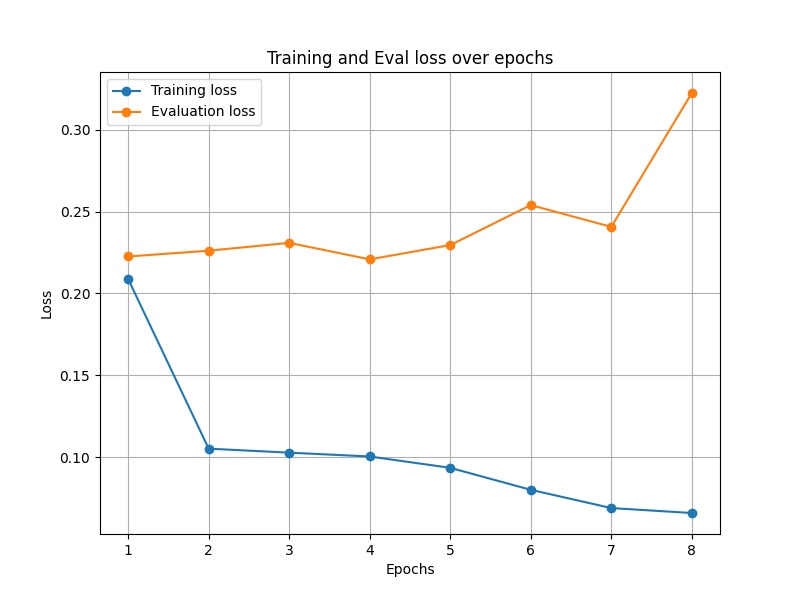 Training and Eval loss over epochs
Training loss
Evaluation loss
0.30
0.25
0.20
0.15
0.10
Loss
1 2 3 4 5 6 7 8
Epochs